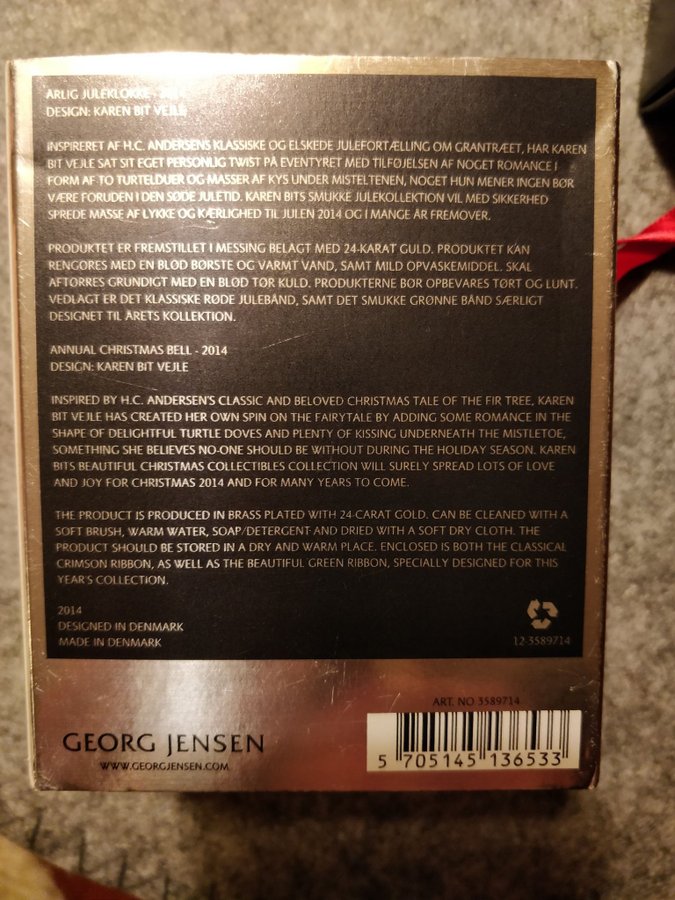 ARLIG JULEKLOKKE - 2014
DESIGN: KAREN BIT VEJLE
INSPIRERET AF H.C. ANDERSENS KLASSISKE OG ELSKEDE JULEFORTÆLLING OM GRANTRÆET, HAR KAREN
BIT VEJLE SAT SIT EGET PERSONLIG TWIST PÅ EVENTYRET MED TILFØJELSEN AF NOGET ROMANCE I
FORM AF TO TURTELDUER OG MASSER AF KYS UNDER MISTELTENEN, NOGET HUN MENER INGEN BØR
VÆRE FORUDEN I DEN SØDE JULETID. KAREN BITS SMUKKE JULEKOLLEKTION VIL MED SIKKERHED
SPREDE MASSE AF LYKKE OG KÆRLIGHED TIL JULEN 2014 OG I MANGE ÅR FREMOVER.
PRODUKTET ER FREMSTILLET I MESSING BELAGT MED 24-KARAT GULD. PRODUKTET KAN
RENGØRES MED EN BLØD BØRSTE OG VARMT VAND, SAMT MILD OPVASKEMIDDEL. SKAL
AFTØRRES GRUNDIGT MED EN BLØD TØR KULD. PRODUKTERNE BØR OPBEVARES TØRT OG LUNT.
VEDLAGT ER DET KLASSISKE RØDE JULEBÅND, SAMT DET SMUKKE GRØNNE BÅND SÆRLIGT
DESIGNET TIL ÅRETS KOLLEKTION.
ANNUAL CHRISTMAS BELL - 2014
DESIGN: KAREN BIT VEJLE
INSPIRED BY H.C. ANDERSEN'S CLASSIC AND BELOVED CHRISTMAS TALE OF THE FIR TREE, KAREN
BIT VEJLE HAS CREATED HER OWN SPIN ON THE FAIRYTALE BY ADDING SOME ROMANCE IN THE
SHAPE OF DELIGHTFUL TURTLE DOVES AND PLENTY OF KISSING UNDERNEATH THE MISTLETOE,
SOMETHING SHE BELIEVES NO-ONE SHOULD BE WITHOUT DURING THE HOLIDAY SEASON. KAREN
BITS BEAUTIFUL CHRISTMAS COLLECTIBLES COLLECTION WILL SURELY SPREAD LOTS OF LOVE
AND JOY FOR CHRISTMAS 2014 AND FOR MANY YEARS TO COME.
THE PRODUCT IS PRODUCED IN BRASS PLATED WITH 24-CARAT GOLD. CAN BE CLEANED WITH A
SOFT BRUSH, WARM WATER, SOAP/DETERGENT AND DRIED WITH A SOFT DRY CLOTH. THE
PRODUCT SHOULD BE STORED IN A DRY AND WARM PLACE. ENCLOSED IS BOTH THE CLASSICAL
CRIMSON RIBBON, AS WELL AS THE BEAUTIFUL GREEN RIBBON, SPECIALLY DESIGNED FOR THIS
YEAR'S COLLECTION.
2014
DESIGNED IN DENMARK
MADE IN DENMARK
12-3589714
ART. NO 3589714
GEORG JENSEN
WWW.GEORGJENSEN.COM
5 705145 136533